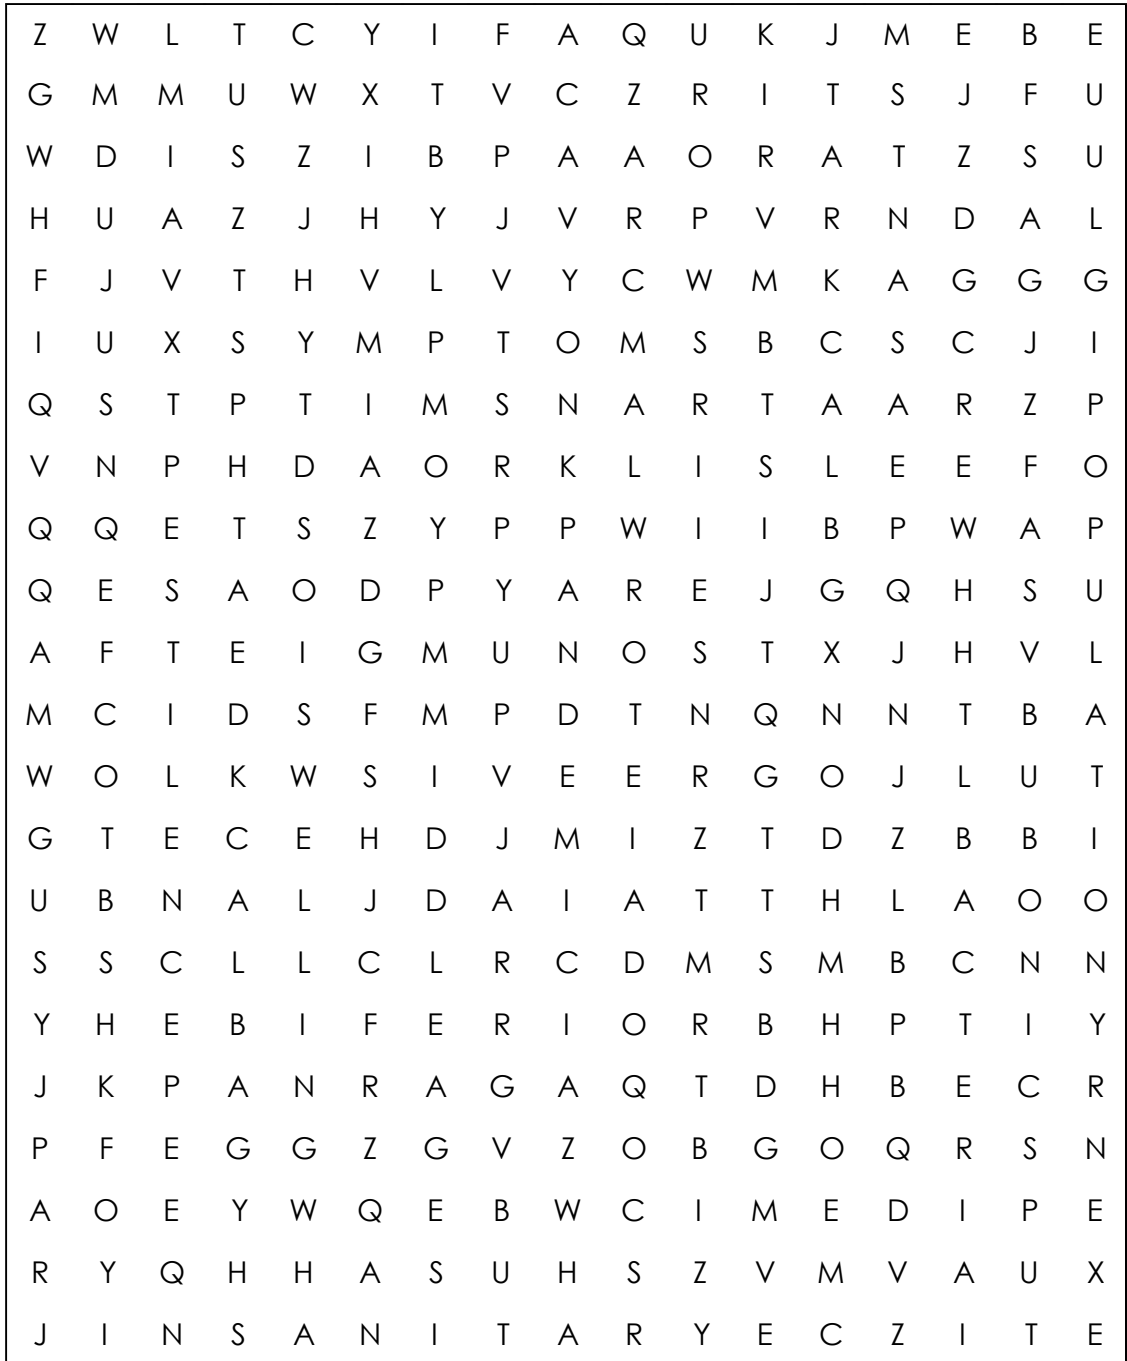 Z W L T C Y I F A Q U K J M E B E
G M M U W X T V C Z R I T S J F U
W D I S Z I B P A A O R A T Z S U
H U A Z J H Y J V R P V R N D A L
F J V T H V L V Y C W M K A G G G
I U X S Y M P T O M S B C S C J I
Q S T P T I M S N A R T A A R Z P
V N P H D A O R K L I S L E E F O
Q Q E T S Z Y P P W I I B P W A P
Q E S A O D P Y A R E J G Q H S U
A F T E I G M U N O S T X J H V L
M C I D S F M P D T N Q N N T B A
W O L K W S I V E E R G O J L U T
G T E C E H D J M I Z T D Z B B I
U B N A L J D A I A T T H L A O O
S S C L L C L R C D M S M B C N N
Y H E B I F E R I O R B H P T I Y
J K P A N R A G A Q T D H B E C R
P F E G G Z G V Z O B G O Q R S N
A O E Y W Q E B W C I M E D I P E
R Y Q H H A S U H S Z V M V A U X
J I N S A N I T A R Y E C Z I T E